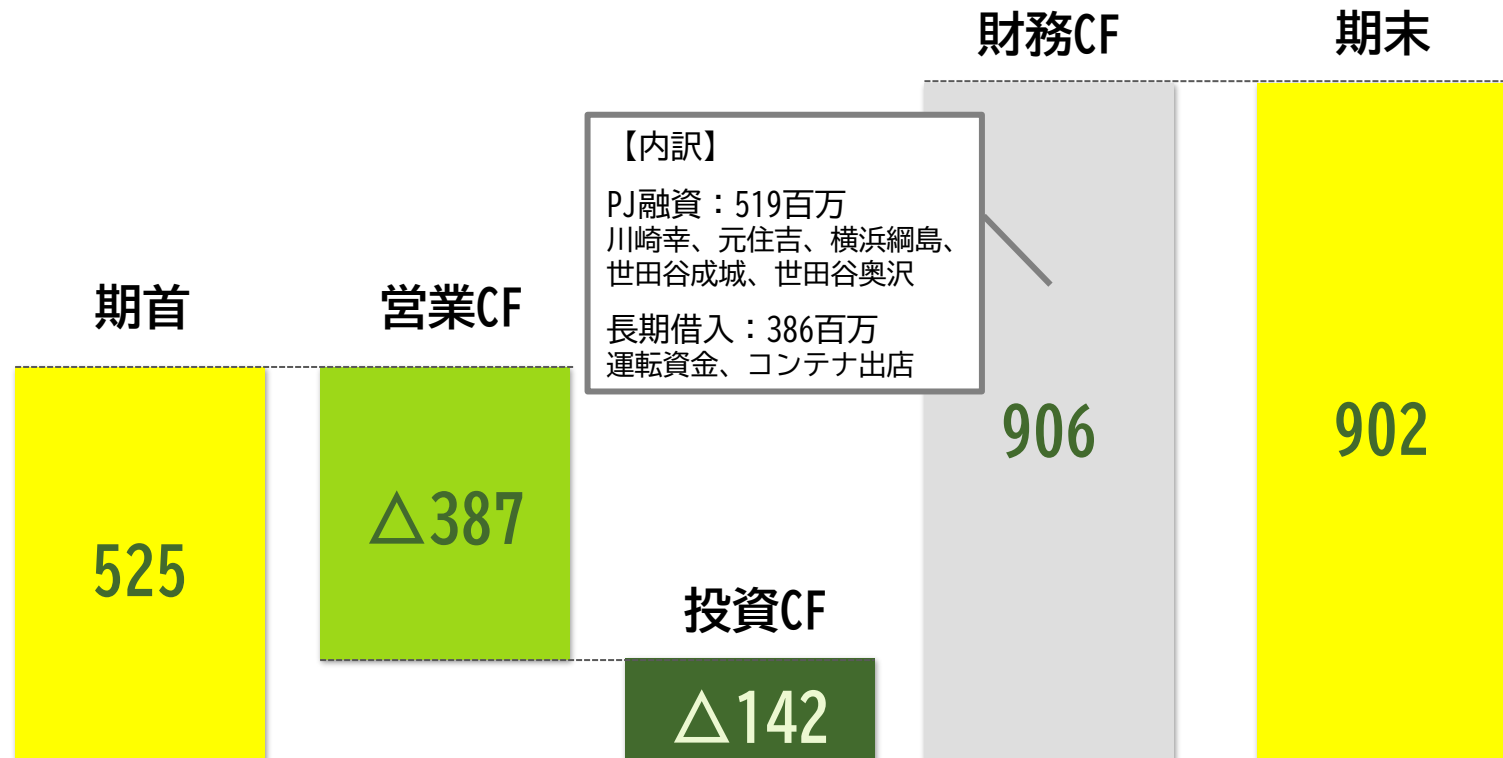 期首
525
営業CF
△387
投資CF
△142
財務CF
906
【内訳】
PJ融資：519百万
川崎幸、元住吉、横浜綱島、
世田谷成城、世田谷奥沢
長期借入：386百万
運転資金、コンテナ出店
期末
902